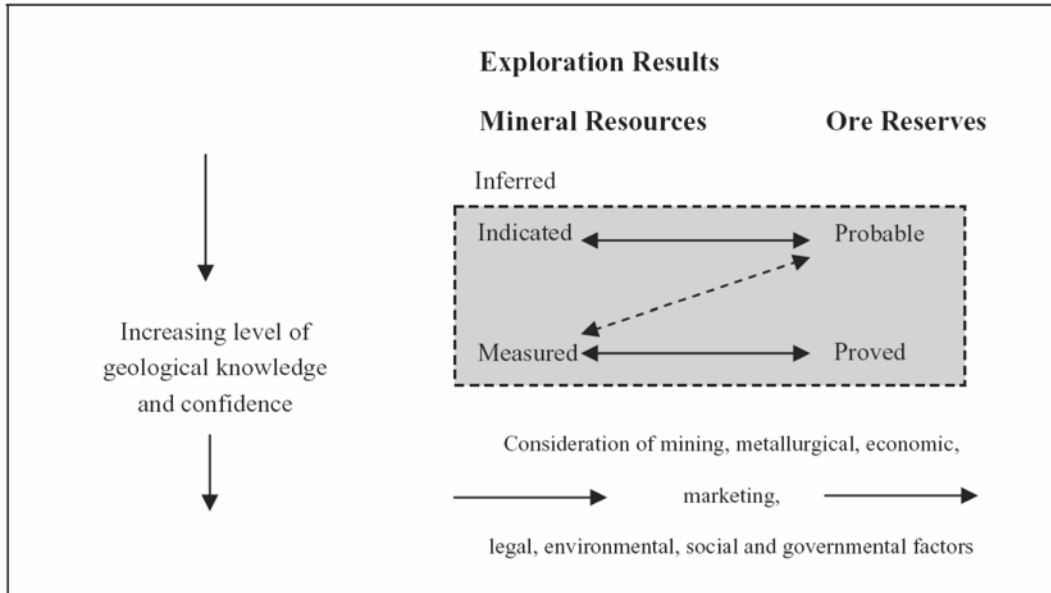 Exploration Results
Mineral Resources Ore Reserves
Inferred
Indicated Probable
Measured Proved
Increasing level of
geological knowledge
and confidence
Consideration of mining, metallurgical, economic,
marketing,
legal, environmental, social and governmental factors